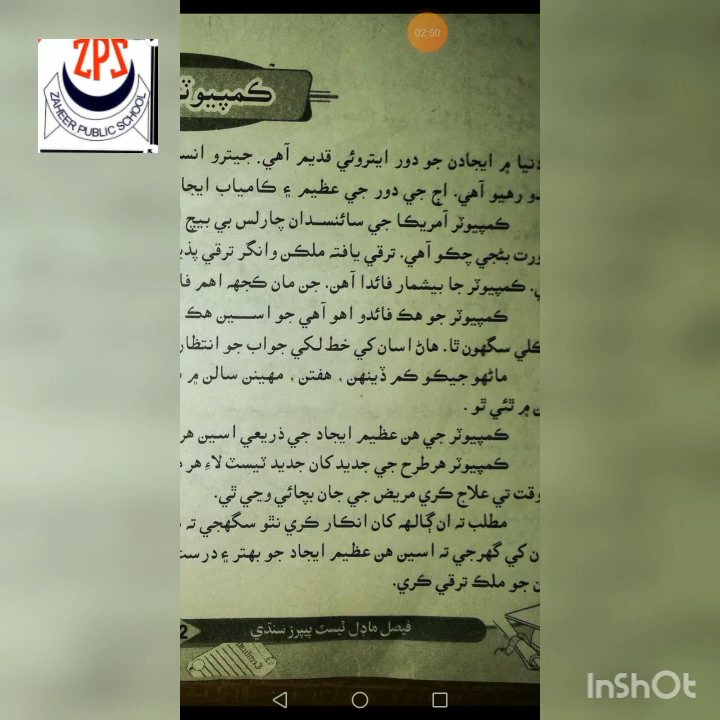 02:50
ZPS
ZAHEER PUBLIC SCHOOL
ڪمپيوٽ
دنيا ۾ ايجادن جو دور ايتروئي قديم آهي. جيترو انس
دو رهيو آهي. اڄ جي دور جي عظيم ۽ ڪامياب ايجا
ڪمپيوٽر آمريڪا جي سائنسدان چارلس بي بيج
ورت بڻجي چڪو آهي. ترقي يافته ملڪن وانگر ترقي پذي
ي. ڪمپيوٽر جا بيشمار فائدا آهن. جن مان ڪجهه اهم فا
ڪمپيوٽر جو هڪ فائدو اهو آهي جو اسين هڪ
ڪلي سگهون ٿا. هاڻ اسان کي خط لکي جواب جو انتظار
ماڻهو جيڪو ڪم ڏينهن، هفتن، مهينن سالن ۾
ن ۾ ٿئي ٿو.
ڪمپيوٽر جي هن عظيم ايجاد جي ذريعي اسين هر
ڪمپيوٽر هر طرح جي جديد کان جديد ٽيسٽ لاءِ هر
وقت تي علاج ڪري مريض جي جان بچائي وڃي ٿي.
مطلب ته ان ڳالهه کان انڪار ڪري نٿو سگهجي ته
ن کي گهرجي ته اسين هن عظيم ايجاد جو بهتر ۽ درست
ن جو ملڪ ترقي ڪري.
فيصل ماڊل ٽيسٽ پيپرز سنڌي
2
InShOt